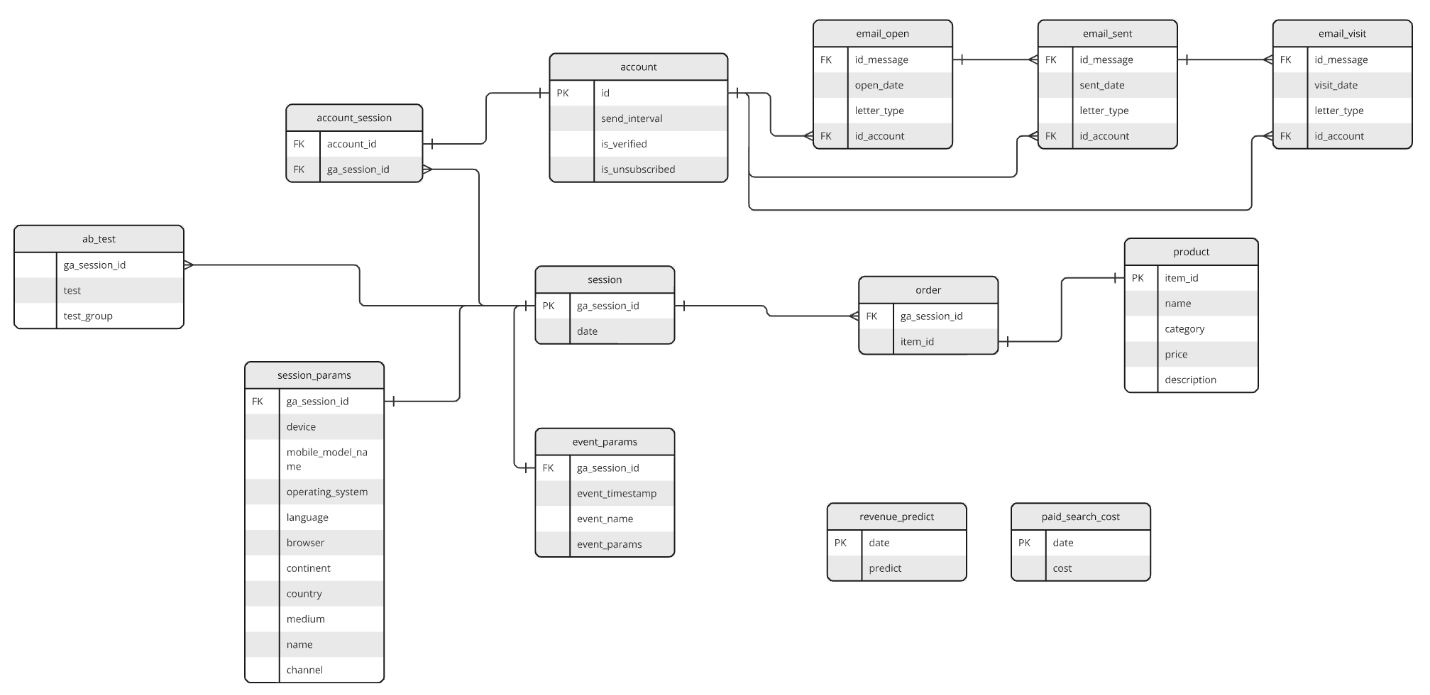 email_open
FK id_message
open_date
letter_type
FK id_account
email_sent
FK id_message
sent_date
letter_type
FK id_account
email_visit
FK id_message
visit_date
letter_type
FK id_account
account
PK id
send_interval
is_verified
is_unsubscribed
account_session
FK account_id
FK ga_session_id
ab_test
ga_session_id
test
test_group
session
PK ga_session_id
date
order
FK ga_session_id
item_id
product
PK item_id
name
category
price
description
session_params
FK ga_session_id
device
mobile_model_na
me
operating_system
language
browser
continent
country
medium
name
channel
event_params
FK ga_session_id
event_timestamp
event_name
event_params
revenue_predict
PK date
predict
paid_search_cost
PK date
cost